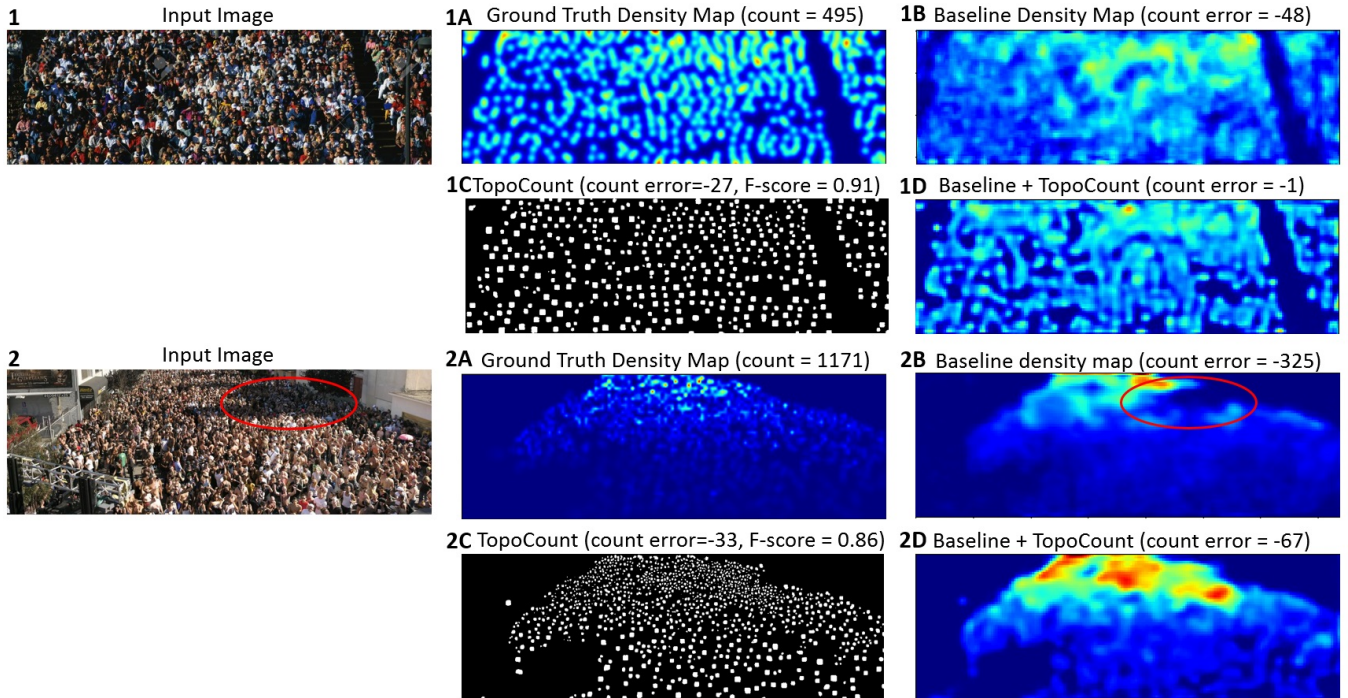 1 Input Image
1A Ground Truth Density Map (count = 495)
1B Baseline Density Map (count error = -48)
1C TopoCount (count error=-27, F-score = 0.91)
1D Baseline + TopoCount (count error = -1)
2 Input Image
2A Ground Truth Density Map (count = 1171)
2B Baseline density map (count error = -325)
2C TopoCount (count error=-33, F-score = 0.86)
2D Baseline + TopoCount (count error = -67)